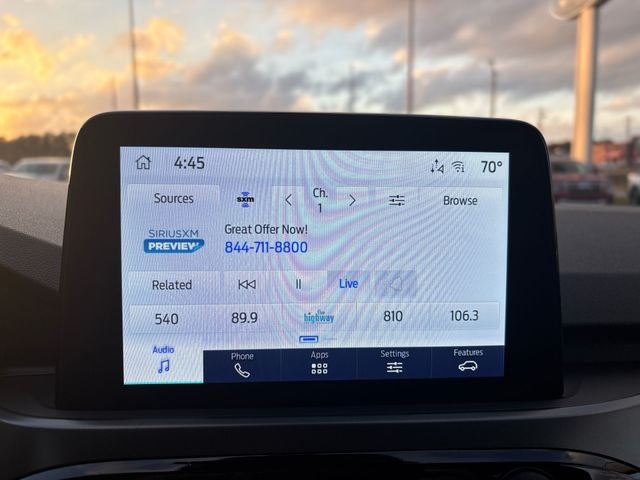 4:45
70°
Sources
sxm
Ch.
1
Browse
SIRIUSXM
PREVIEW
Great Offer Now!
844-711-8800
Related
Live
540
89.9
the
highway
810
106.3
Audio
Phone
Apps
Settings
Features